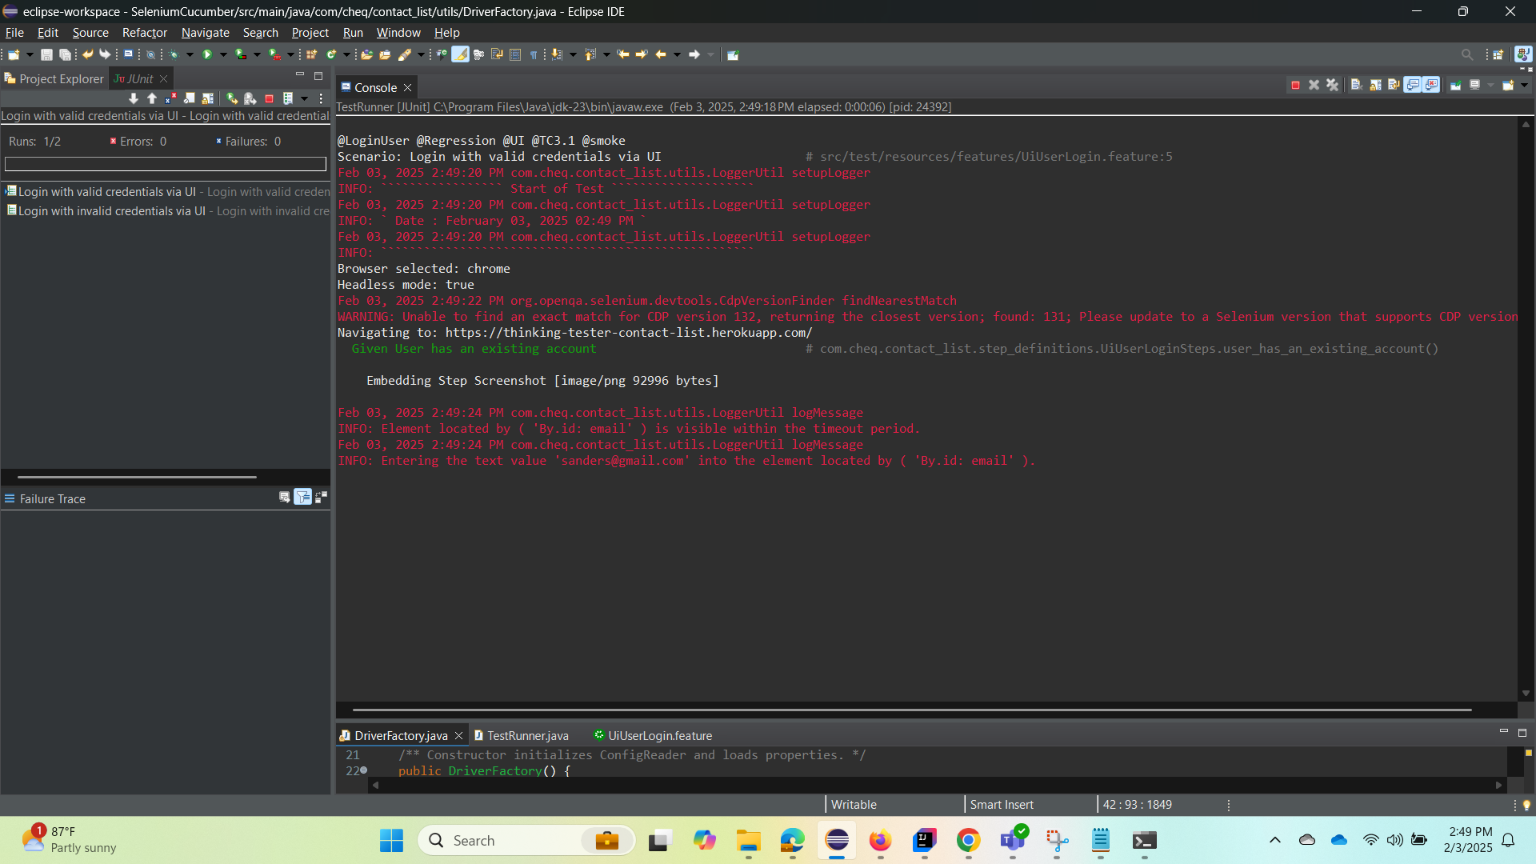 eclipse-workspace - SeleniumCucumber/src/main/java/com/cheq/contact_list/utils/DriverFactory.java - Eclipse IDE
File Edit Source Refactor Navigate Search Project Run Window Help
Project Explorer JUnit
Console
TestRunner [JUnit] C:\Program Files\Java\jdk-23\bin\javaw.exe (Feb 3, 2025, 2:49:18 PM elapsed: 0:00:06) [pid: 24392]
Login with valid credentials via UI - Login with valid credential
Runs: 1/2 Errors: 0 Failures: 0
Login with valid credentials via UI - Login with valid creden
Login with invalid credentials via UI - Login with invalid cre
Failure Trace
@LoginUser @Regression @UI @TC3.1 @smoke
Scenario: Login with valid credentials via UI # src/test/resources/features/UiUserLogin.feature:5
Feb 03, 2025 2:49:20 PM com.cheq.contact_list.utils.LoggerUtil setupLogger
INFO: ````````````````` Start of Test ````````````````````
Feb 03, 2025 2:49:20 PM com.cheq.contact_list.utils.LoggerUtil setupLogger
INFO: ` Date : February 03, 2025 02:49 PM `
Feb 03, 2025 2:49:20 PM com.cheq.contact_list.utils.LoggerUtil setupLogger
INFO: ````````````````````````````````````````````````````
Browser selected: chrome
Headless mode: true
Feb 03, 2025 2:49:22 PM org.openqa.selenium.devtools.CdpVersionFinder findNearestMatch
WARNING: Unable to find an exact match for CDP version 132, returning the closest version; found: 131; Please update to a Selenium version that supports CDP version
Navigating to: https://thinking-tester-contact-list.herokuapp.com/
Given User has an existing account # com.cheq.contact_list.step_definitions.UiUserLoginSteps.user_has_an_existing_account()
Embedding Step Screenshot [image/png 92996 bytes]
Feb 03, 2025 2:49:24 PM com.cheq.contact_list.utils.LoggerUtil logMessage
INFO: Element located by ( 'By.id: email' ) is visible within the timeout period.
Feb 03, 2025 2:49:24 PM com.cheq.contact_list.utils.LoggerUtil logMessage
INFO: Entering the text value 'sanders@gmail.com' into the element located by ( 'By.id: email' ).
DriverFactory.java TestRunner.java UiUserLogin.feature
21 /** Constructor initializes ConfigReader and loads properties. */
22 public DriverFactory() {
Writable Smart Insert 42 : 93 : 1849
1
87°F
Partly sunny
Search
2:49 PM
2/3/2025